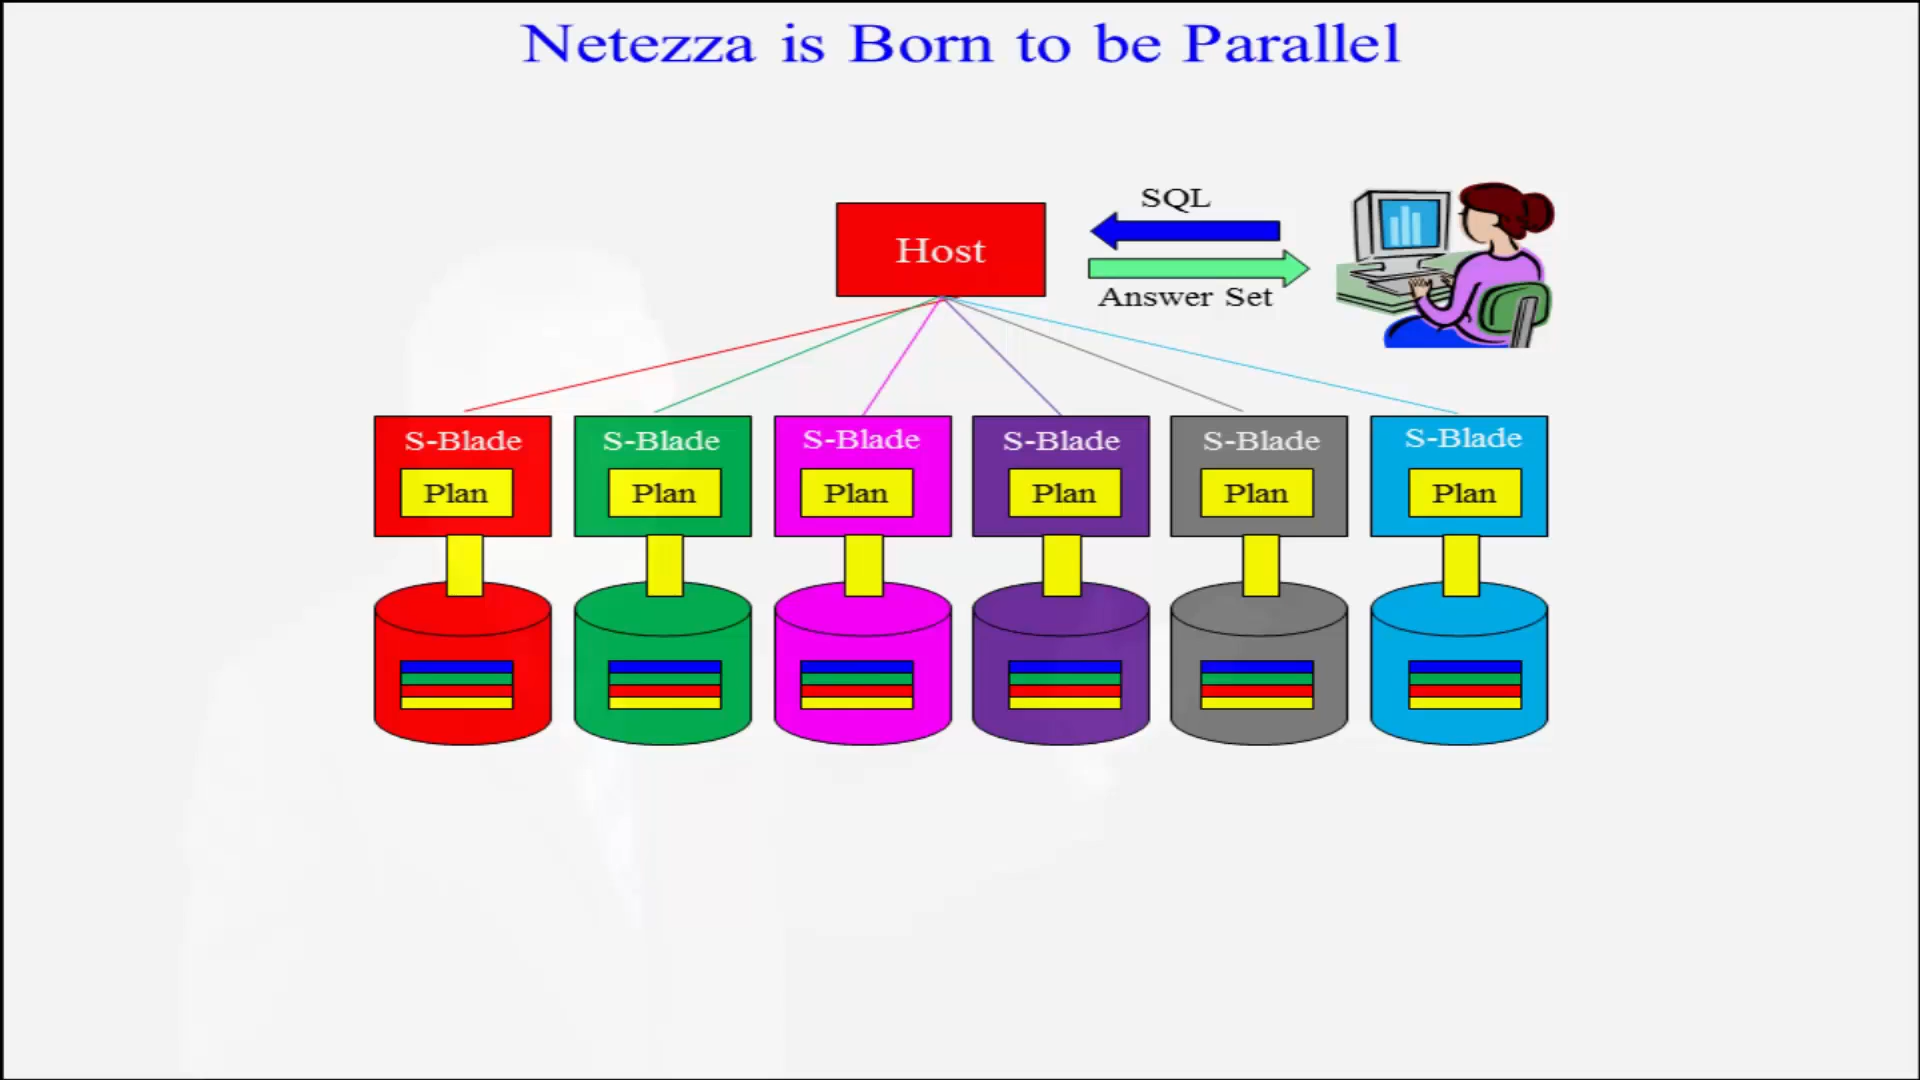 Netezza is Born to be Parallel
SQL
Host
Answer Set
S-Blade S-Blade S-Blade S-Blade S-Blade S-Blade
Plan Plan Plan Plan Plan Plan